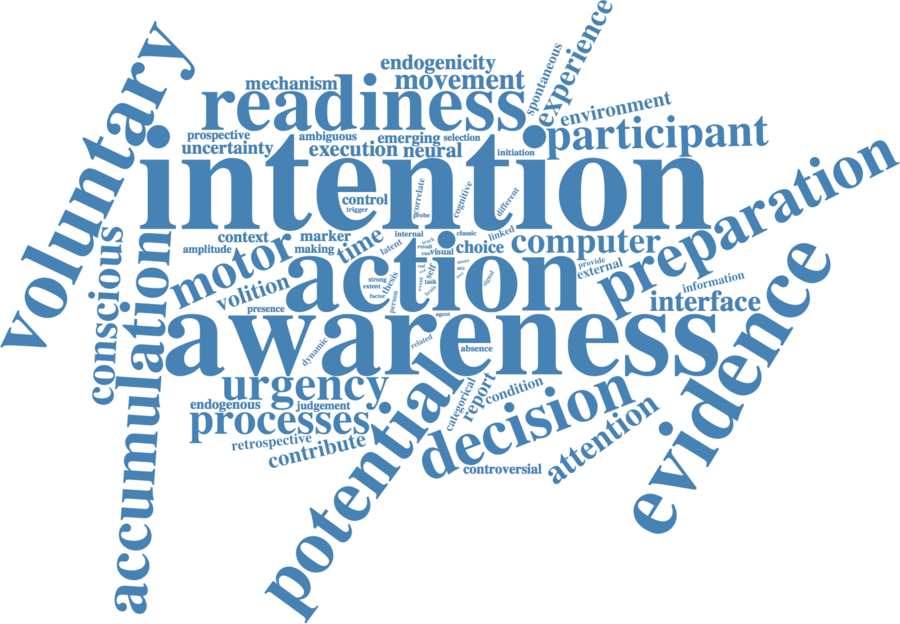 voluntary
experience
spontaneous
endogenicity
mechanism
movement
readiness
environment
participant
prospective
ambiguous
emerging
selection
uncertainty
execution
neural
initiation
intention
preparation
control
trigger
correlate
probe
cognitive
different
context
marker
time
internal
classic
linked
choice
computer
amplitude
making
latent
result
visual
motor
action
provide
external
information
conscious
accumulation
volition
strong
extent
factor
thesis
person
self
task
signal
interface
presence
agent
awareness
evidence
dynamic
related
absence
urgency
potential
categorical
report
condition
decision
endogenous
judgement
processes
retrospective
contribute
controversial
attention